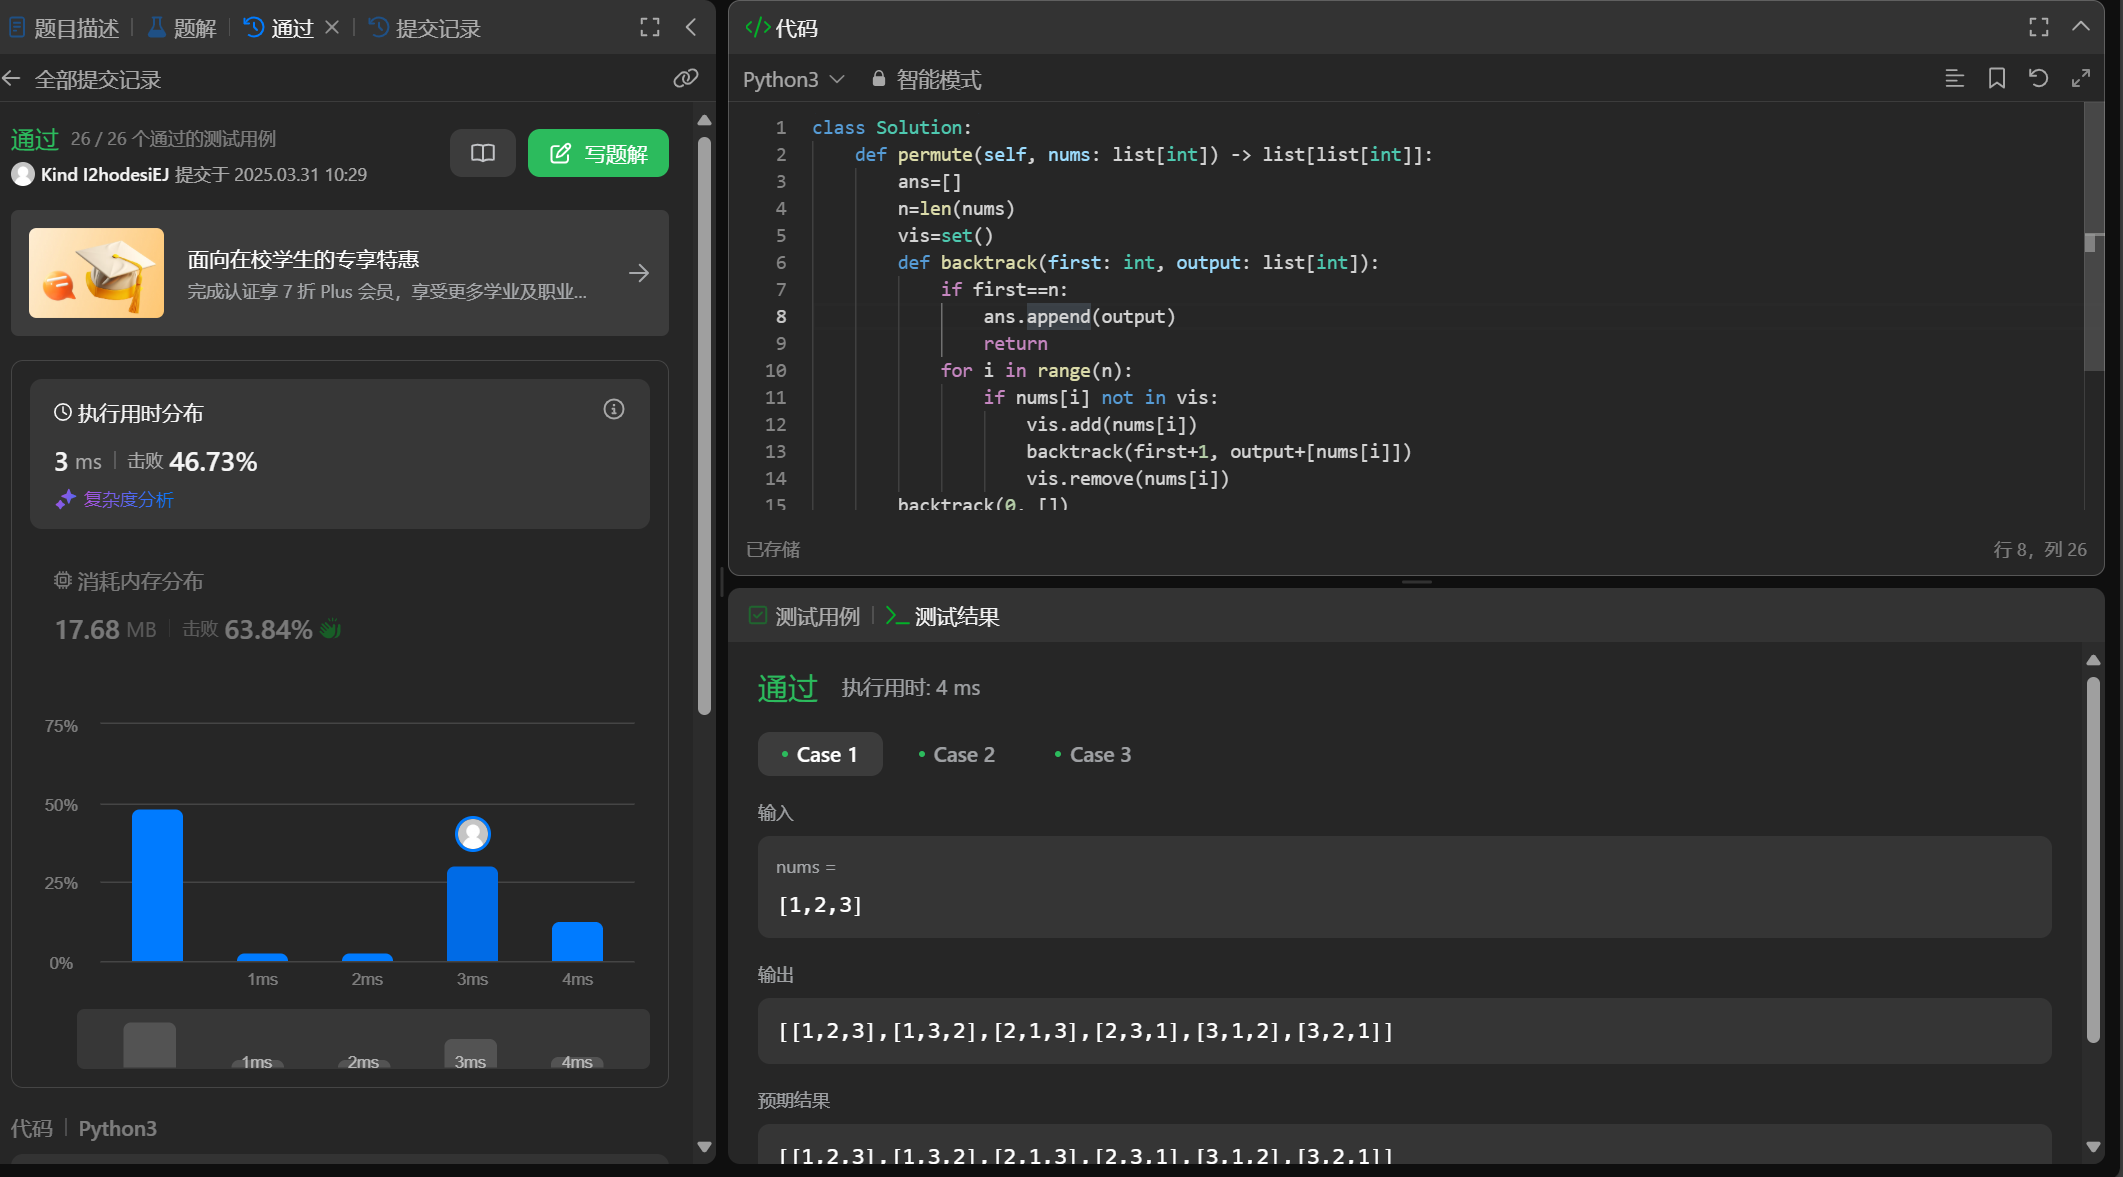 题目描述 题解 通过 提交记录
全部提交记录
通过 26 / 26 个通过的测试用例
写题解
Kind l2hodesiEJ 提交于 2025.03.31 10:29
面向在校学生的专享特惠
完成认证享 7 折 Plus 会员，享受更多学业及职业...
执行用时分布
3 ms 击败 46.73%
复杂度分析
消耗内存分布
17.68 MB 击败 63.84%
75%
50%
25%
0%
1ms 2ms 3ms 4ms
1ms 2ms 3ms 4ms
代码 Python3
</> 代码
Python3 智能模式
1 class Solution:
2 def permute(self, nums: list[int]) -> list[list[int]]:
3 ans=[]
4 n=len(nums)
5 vis=set()
6 def backtrack(first: int, output: list[int]):
7 if first==n:
8 ans.append(output)
9 return
10 for i in range(n):
11 if nums[i] not in vis:
12 vis.add(nums[i])
13 backtrack(first+1, output+[nums[i]])
14 vis.remove(nums[i])
15 backtrack(0, [])
已存储 行 8，列 26
测试用例 测试结果
通过 执行用时: 4 ms
Case 1 Case 2 Case 3
输入
nums =
[1,2,3]
输出
[[1,2,3],[1,3,2],[2,1,3],[2,3,1],[3,1,2],[3,2,1]]
预期结果
[[1,2,3],[1,3,2],[2,1,3],[2,3,1],[3,1,2],[3,2,1]]